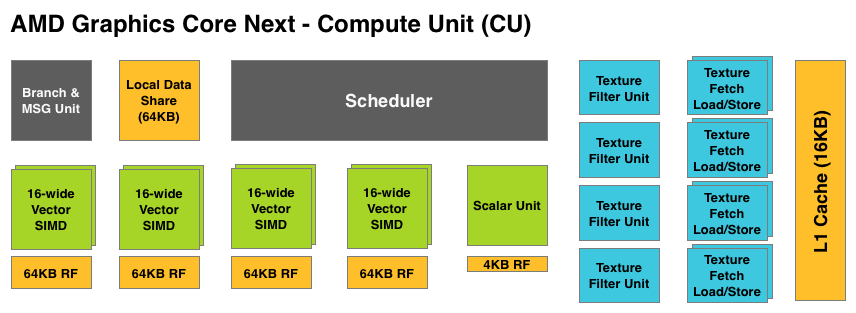 AMD Graphics Core Next - Compute Unit (CU)
Branch &
MSG Unit
Local Data
Share
(64KB)
Scheduler
16-wide
Vector
SIMD
16-wide
Vector
SIMD
16-wide
Vector
SIMD
16-wide
Vector
SIMD
Scalar Unit
64KB RF
64KB RF
64KB RF
64KB RF
4KB RF
Texture
Filter Unit
Texture
Fetch
Load/Store
Texture
Filter Unit
Texture
Fetch
Load/Store
Texture
Filter Unit
Texture
Fetch
Load/Store
Texture
Filter Unit
Texture
Fetch
Load/Store
L1 Cache (16KB)